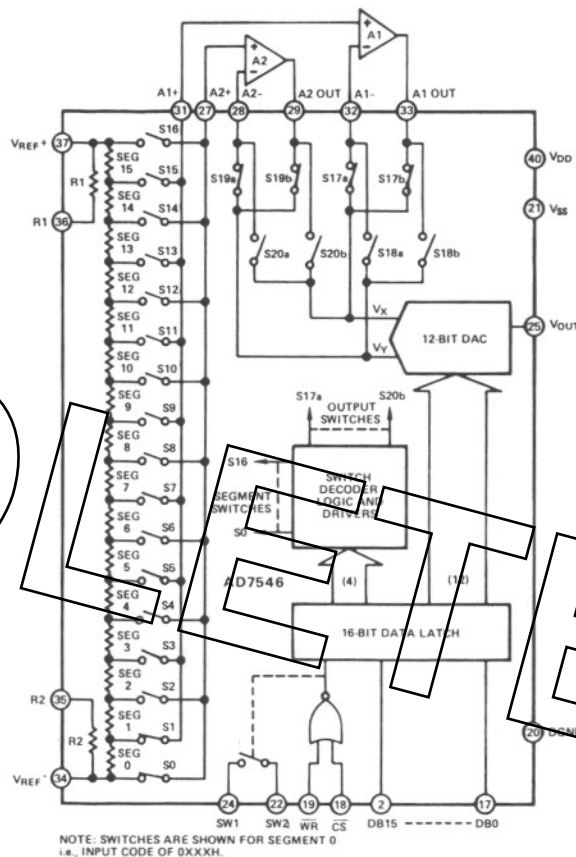 A1
A2
A1+ A2+ A2- A2 OUT A1- A1 OUT
31 27 28 29 32 33
37 VREF+
S16
SEG 15
S15
R1
SEG 14
S14
36 R1
SEG 13
S13
SEG 12
S12
SEG 11
S11
SEG 10
S10
SEG 9
S9
SEG 8
S8
SEG 7
S7
SEG 6
S6
SEG 5
S5
SEG 4
S4
SEG 3
S3
35 R2
SEG 2
S2
R2
SEG 1
S1
34 VREF-
SEG 0
S0
S19a S19b S17a S17b
S20a S20b S18a S18b
40 VDD
21 VSS
VX
VY
12-BIT DAC
25 VOUT
S17a S20b
OUTPUT SWITCHES
S16
SEGMENT SWITCHES
S0
SWITCH DECODER LOGIC AND DRIVERS
AD7546
(4) (12)
16-BIT DATA LATCH
20 DGND
24 22 19 18 2 17
SW1 SW2 WR CS DB15 DB0
NOTE: SWITCHES ARE SHOWN FOR SEGMENT 0
i.e., INPUT CODE OF 0XXXH.
LETE